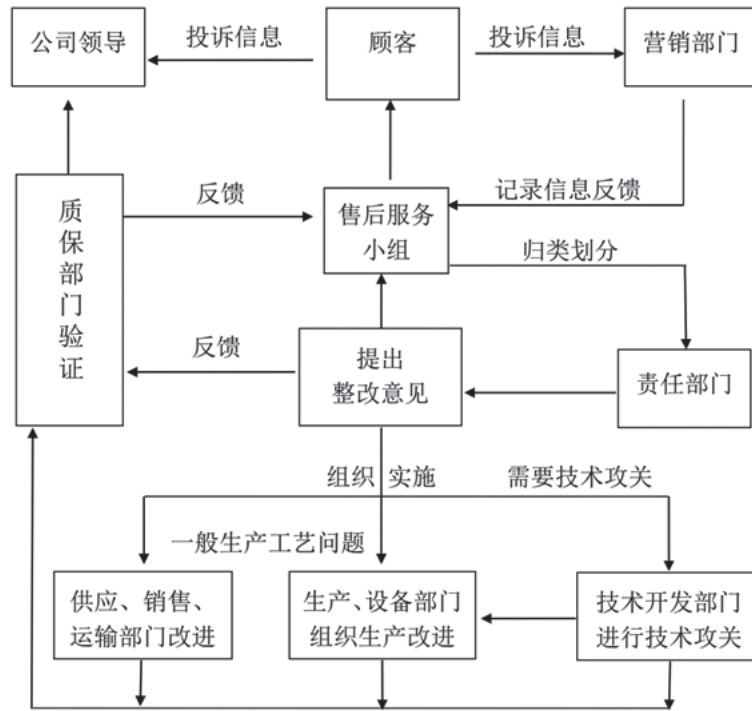 公司领导
投诉信息
顾客
投诉信息
营销部门
质
保
部
门
验
证
反馈
售后服务
小组
记录信息反馈
归类划分
反馈
提出
整改意见
责任部门
组织 实施
需要技术攻关
一般生产工艺问题
供应、销售、
运输部门改进
生产、设备部门
组织生产改进
技术开发部门
进行技术攻关